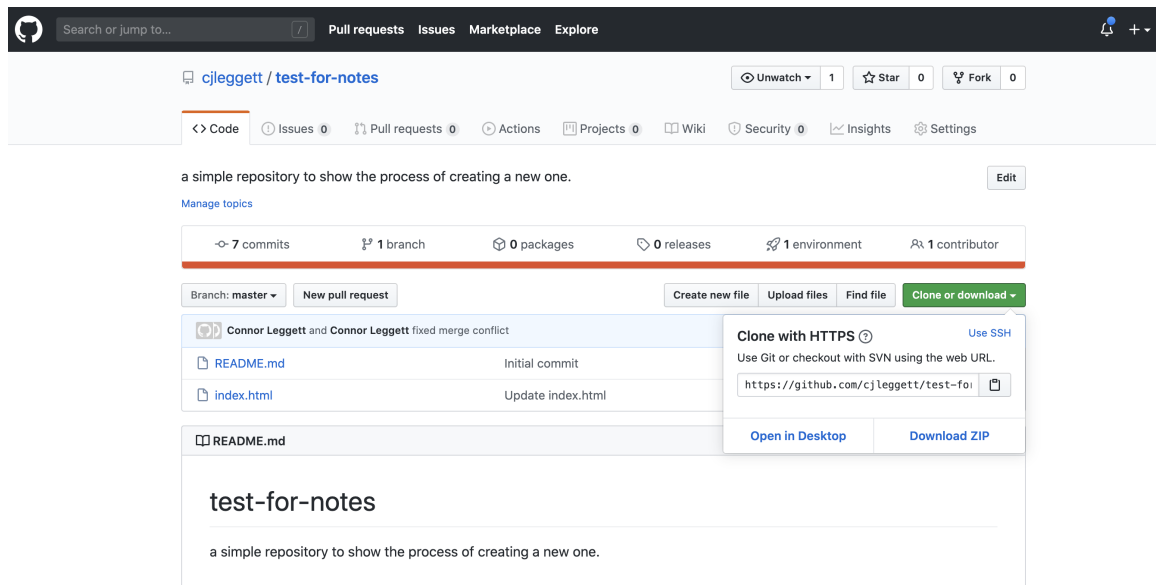 Search or jump to... / Pull requests Issues Marketplace Explore
cjleggett / test-for-notes Unwatch 1 Star 0 Fork 0
Code Issues 0 Pull requests 0 Actions Projects 0 Wiki Security 0 Insights Settings
a simple repository to show the process of creating a new one. Edit
Manage topics
7 commits 1 branch 0 packages 0 releases 1 environment 1 contributor
Branch: master New pull request Create new file Upload files Find file Clone or download
Connor Leggett and Connor Leggett fixed merge conflict
README.md Initial commit
index.html Update index.html
Clone with HTTPS ? Use SSH
Use Git or checkout with SVN using the web URL.
https://github.com/cjleggett/test-for
Open in Desktop Download ZIP
README.md
test-for-notes
a simple repository to show the process of creating a new one.